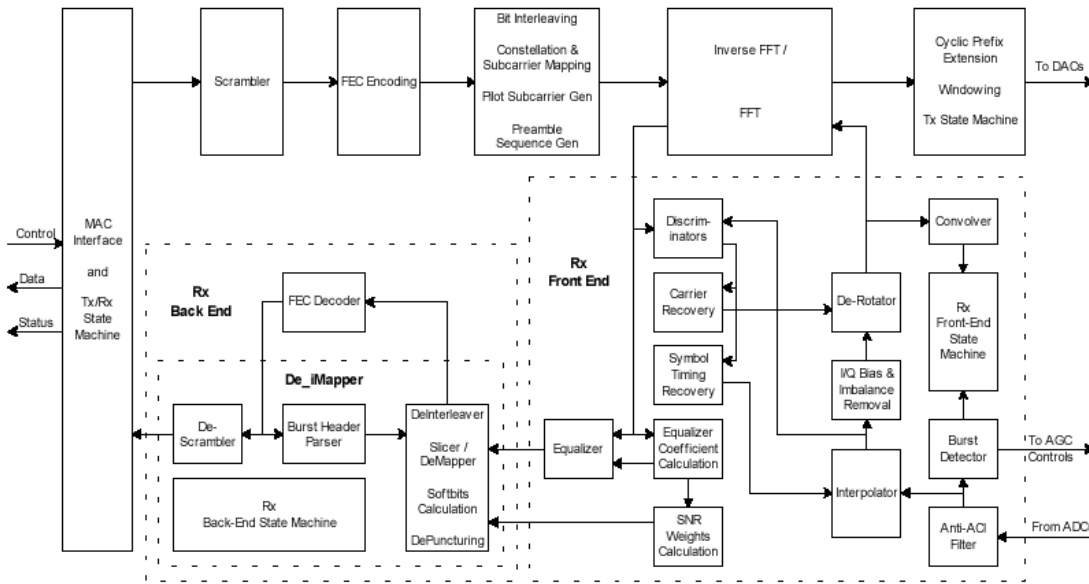 Bit Interleaving
Constellation &
Subcarrier Mapping
Pilot Subcarrier Gen
Preamble
Sequence Gen
Scrambler
FEC Encoding
Inverse FFT /
FFT
Cyclic Prefix
Extension
Windowing
Tx State Machine
To DACs
Control
Data
Status
MAC
Interface
and
Tx/Rx
State
Machine
Rx
Back End
FEC Decoder
De_iMapper
De-
Scrambler
Burst Header
Parser
Rx
Back-End State Machine
DeInterleaver
Slicer /
DeMapper
Softbits
Calculation
DePuncturing
Rx
Front End
Discrim-
inators
Carrier
Recovery
Symbol
Timing
Recovery
Equalizer
Equalizer
Coefficient
Calculation
SNR
Weights
Calculation
De-Rotator
I/Q Bias &
Imbalance
Removal
Interpolator
Convolver
Rx
Front-End
State
Machine
Burst
Detector
To AGC
Controls
Anti-ACI
Filter
From ADCs